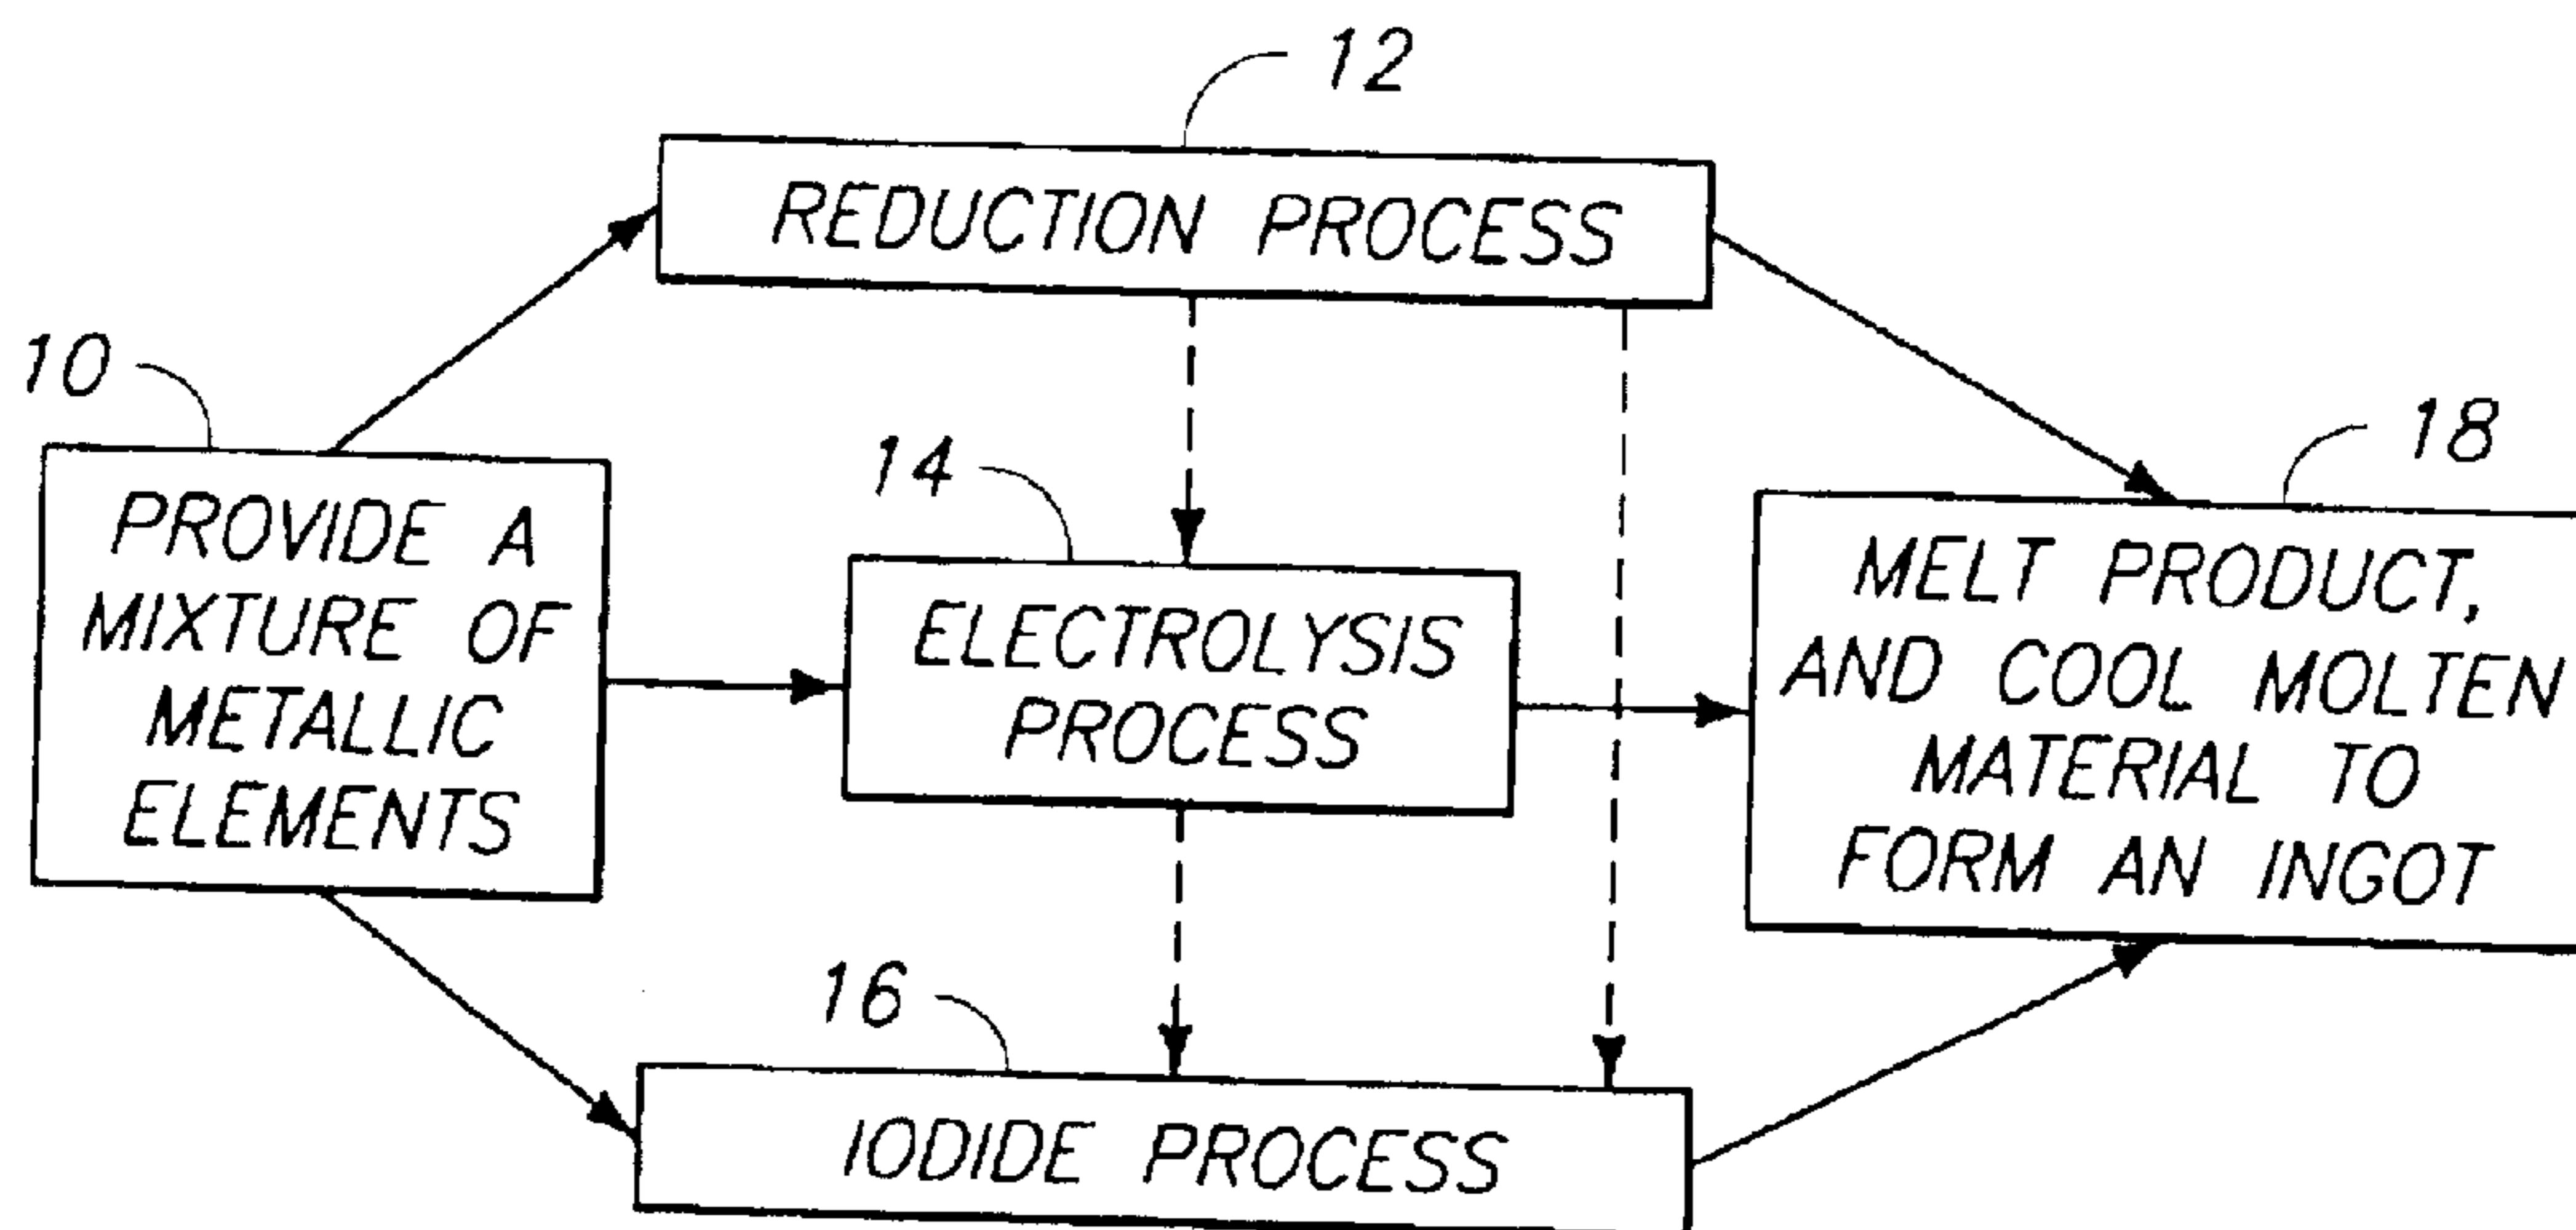 12
REDUCTION PROCESS
10
PROVIDE A
MIXTURE OF
METALLIC
ELEMENTS
14
ELECTROLYSIS
PROCESS
18
MELT PRODUCT,
AND COOL MOLTEN
MATERIAL TO
FORM AN INGOT
16
IODIDE PROCESS